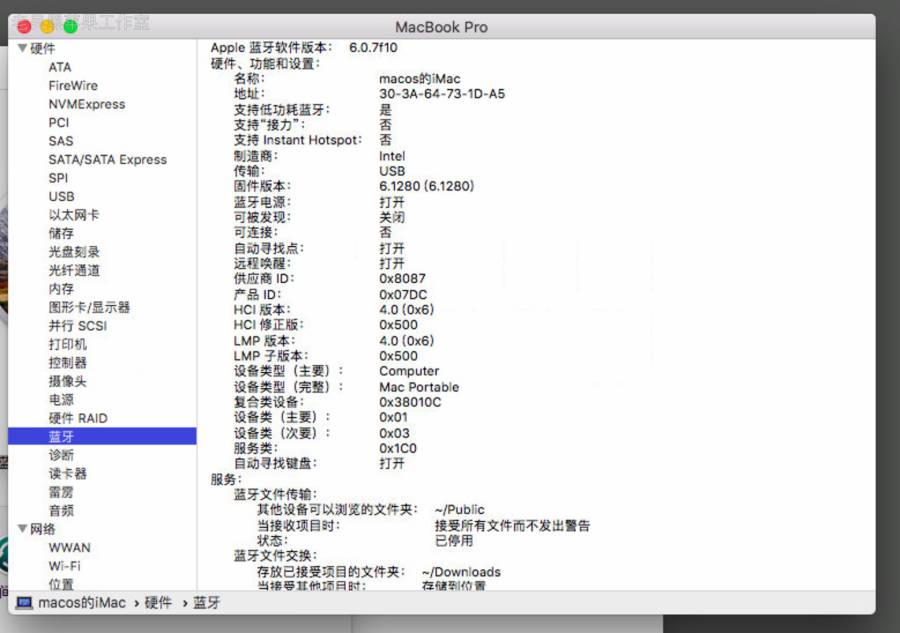 MacBook Pro
硬件
ATA
FireWire
NVMExpress
PCI
SAS
SATA/SATA Express
SPI
USB
以太网卡
储存
光盘刻录
光纤通道
内存
图形卡/显示器
并行 SCSI
打印机
控制器
摄像头
电源
硬件 RAID
蓝牙
诊断
读卡器
雷雳
音频
网络
WWAN
Wi-Fi
位置
Apple 蓝牙软件版本： 6.0.7f10
硬件、功能和设置：
名称： macos的iMac
地址： 30-3A-64-73-1D-A5
支持低功耗蓝牙： 是
支持“接力”： 否
支持 Instant Hotspot： 否
制造商： Intel
传输： USB
固件版本： 6.1280 (6.1280)
蓝牙电源： 打开
可被发现： 关闭
可连接： 否
自动寻找点： 打开
远程唤醒： 打开
供应商 ID： 0x8087
产品 ID： 0x07DC
HCI 版本： 4.0 (0x6)
HCI 修正版： 0x500
LMP 版本： 4.0 (0x6)
LMP 子版本： 0x500
设备类型（主要）： Computer
设备类型（完整）： Mac Portable
复合类设备： 0x38010C
设备类（主要）： 0x01
设备类（次要）： 0x03
服务类： 0x1C0
自动寻找键盘： 打开
服务：
蓝牙文件传输：
其他设备可以浏览的文件夹： ~/Public
当接收项目时： 接受所有文件而不发出警告
状态： 已停用
蓝牙文件交换：
存放已接受项目的文件夹： ~/Downloads
当接受其他项目时： 存储到位置
macos的iMac › 硬件 › 蓝牙